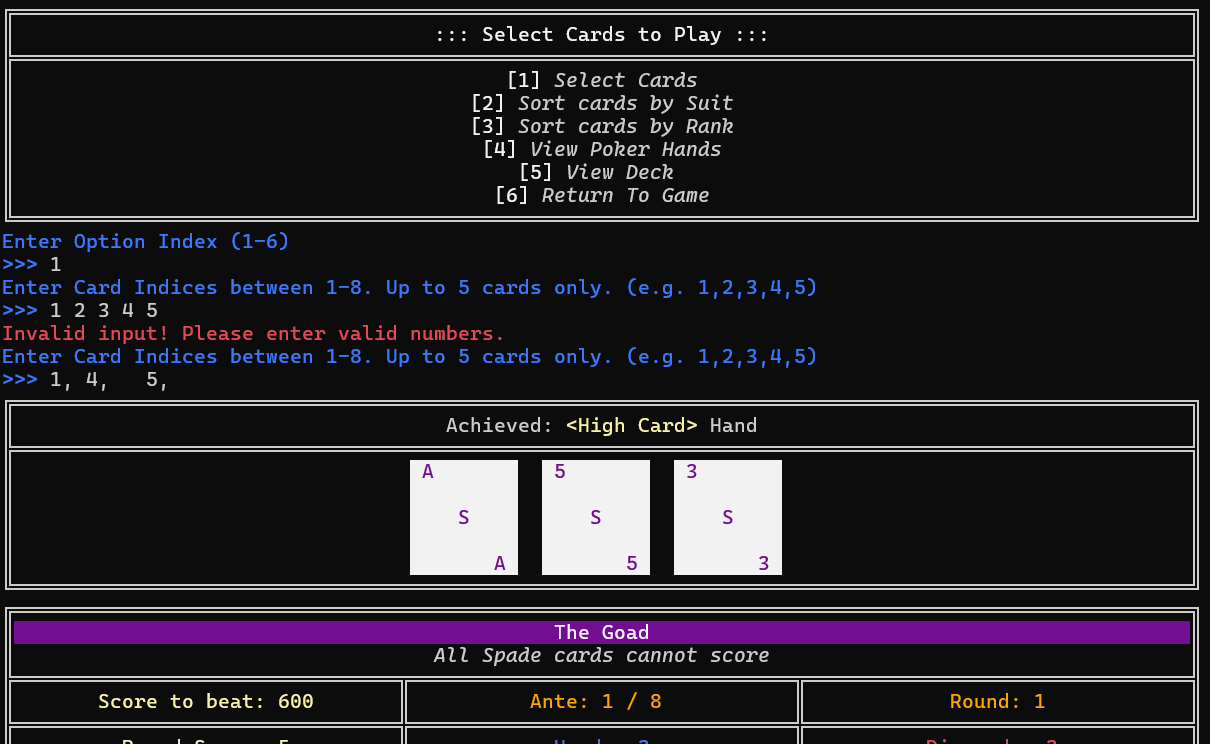 ::: Select Cards to Play :::
[1] Select Cards
[2] Sort cards by Suit
[3] Sort cards by Rank
[4] View Poker Hands
[5] View Deck
[6] Return To Game
Enter Option Index (1-6)
>>> 1
Enter Card Indices between 1-8. Up to 5 cards only. (e.g. 1,2,3,4,5)
>>> 1 2 3 4 5
Invalid input! Please enter valid numbers.
Enter Card Indices between 1-8. Up to 5 cards only. (e.g. 1,2,3,4,5)
>>> 1, 4,   5,
Achieved: <High Card> Hand
A 5 3
S S S
A 5 3
The Goad
All Spade cards cannot score
Score to beat: 600 Ante: 1 / 8 Round: 1